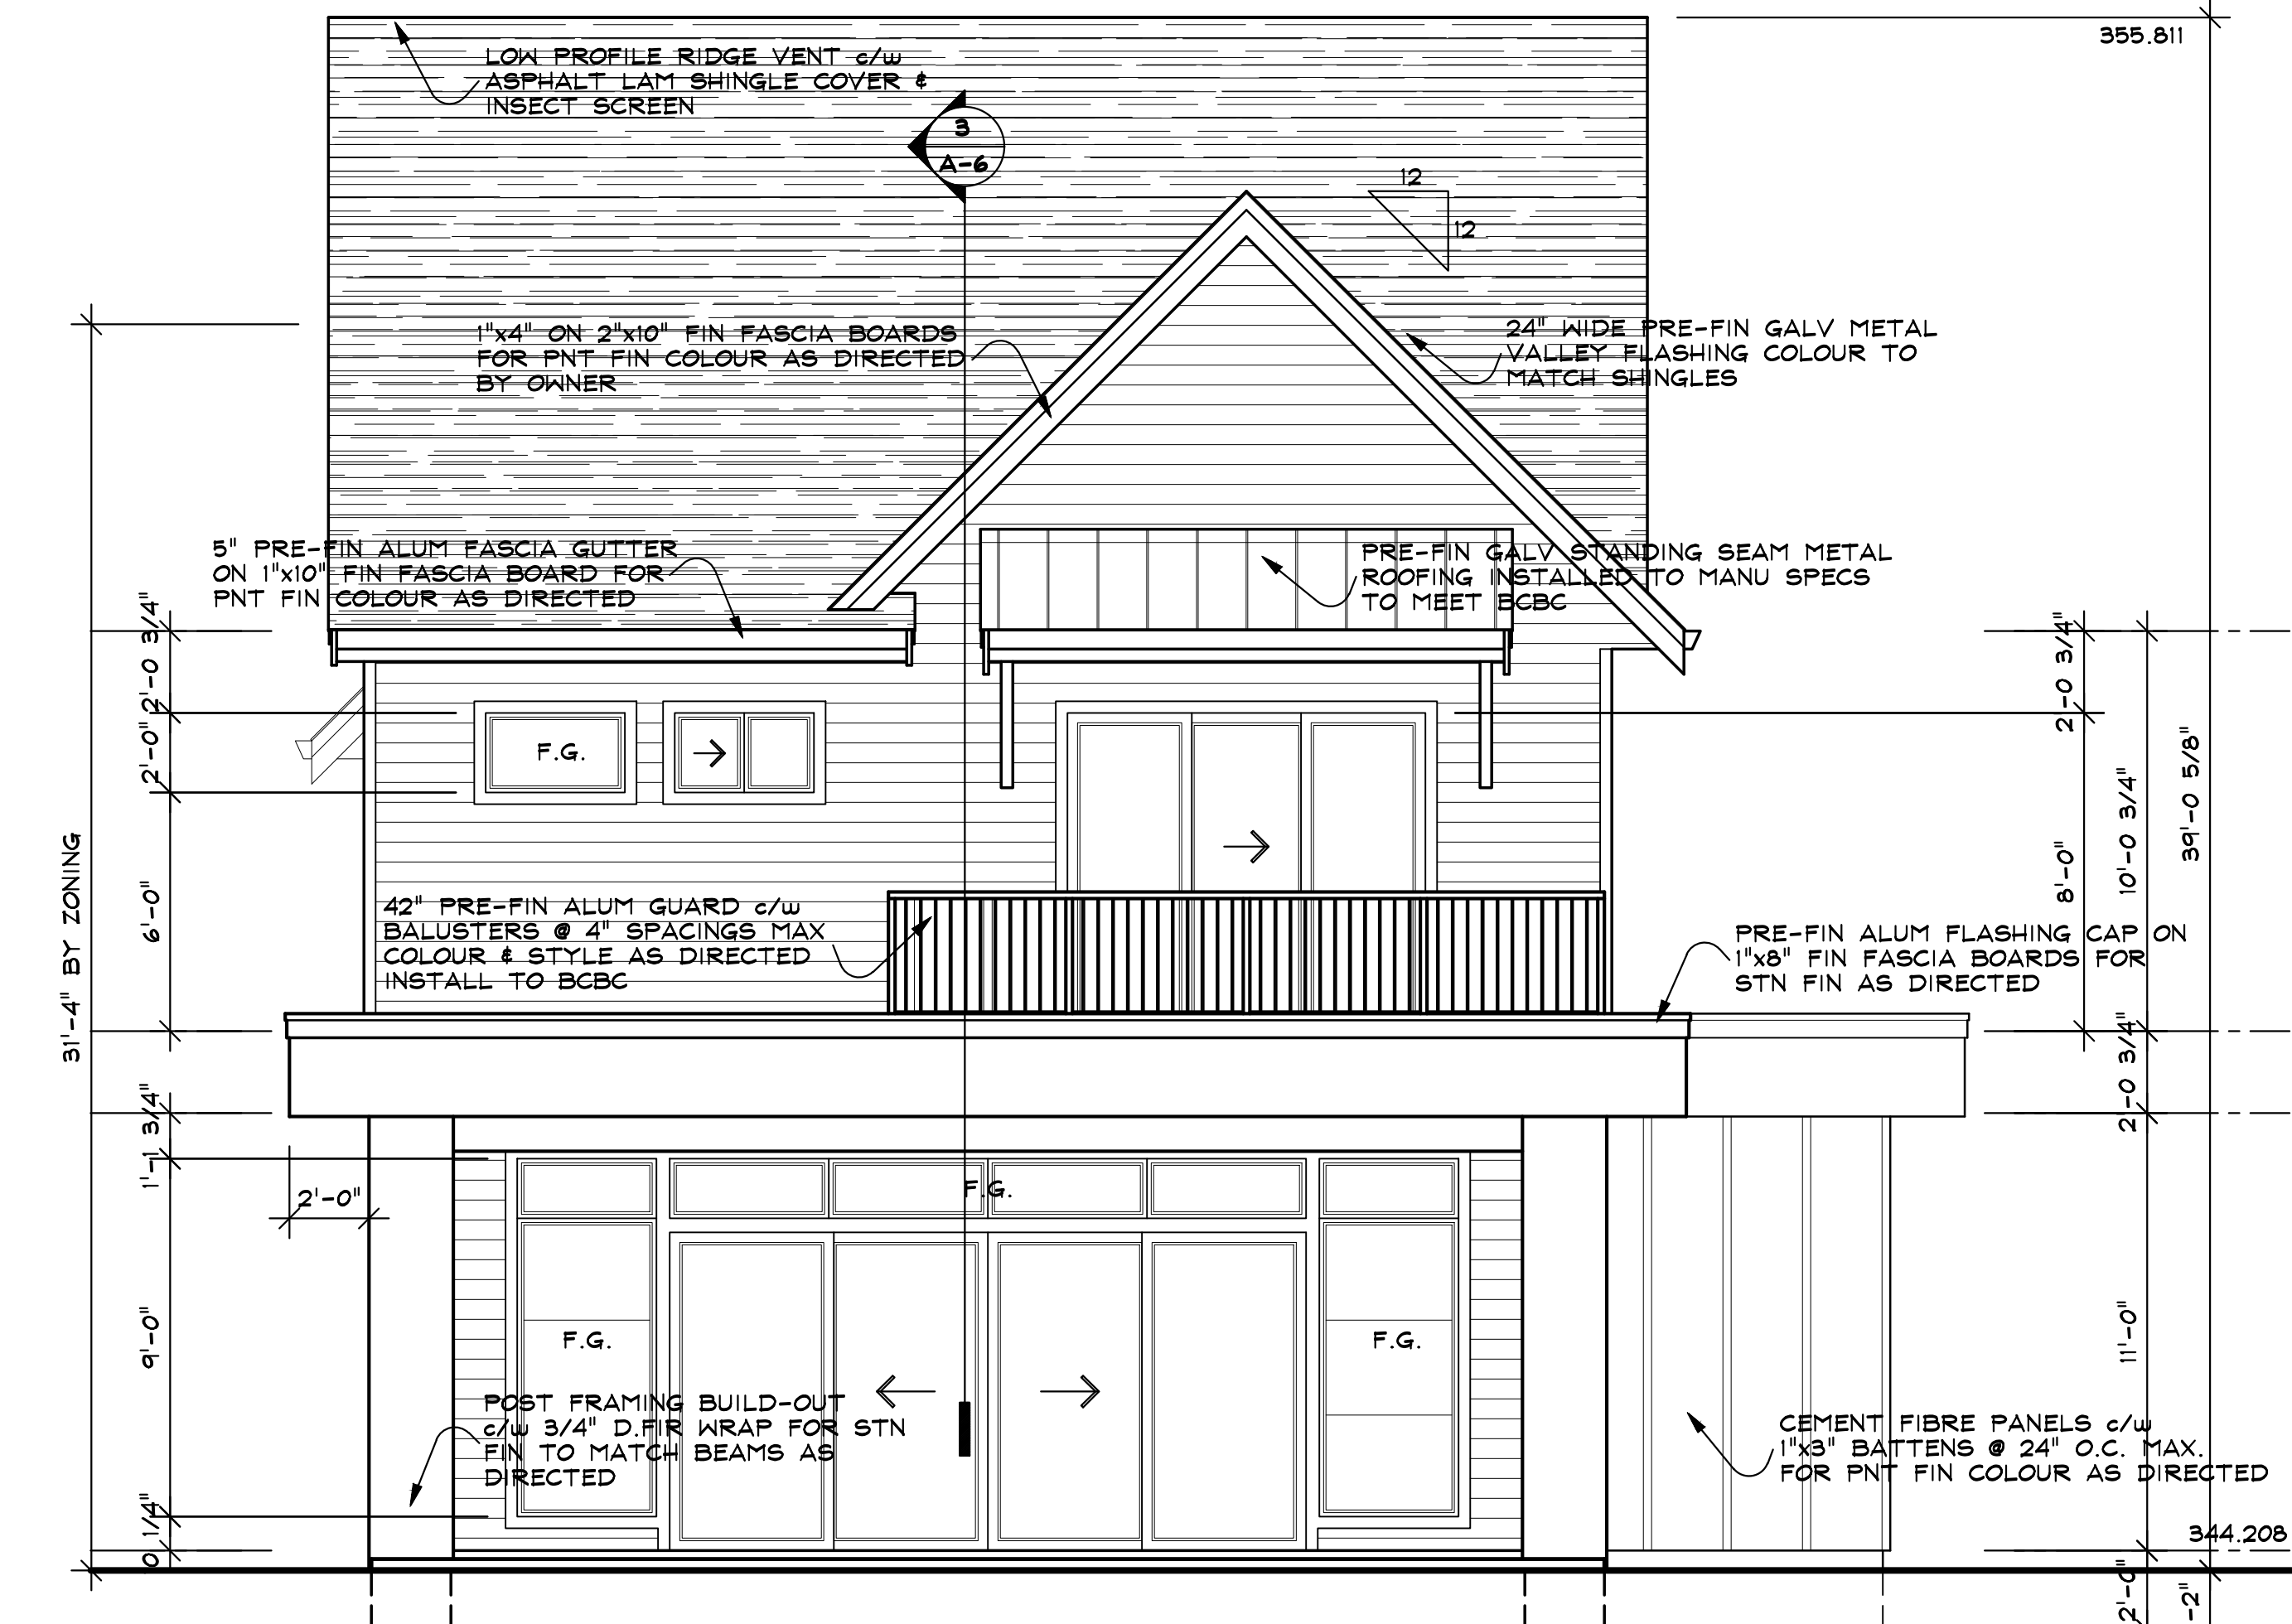 355.811
LOW PROFILE RIDGE VENT c/w
ASPHALT LAM SHINGLE COVER &
INSECT SCREEN
3
A-6
12
12
1"x4" ON 2"x10" FIN FASCIA BOARDS
FOR PNT FIN COLOUR AS DIRECTED
BY OWNER
24" WIDE PRE-FIN GALV METAL
VALLEY FLASHING COLOUR TO
MATCH SHINGLES
5" PRE-FIN ALUM FASCIA GUTTER
ON 1"x10" FIN FASCIA BOARD FOR
PNT FIN COLOUR AS DIRECTED
PRE-FIN GALV STANDING SEAM METAL
ROOFING INSTALLED TO MANU SPECS
TO MEET BCBC
2'-0 3/4"
2'-0"
6'-0"
31'-4" BY ZONING
F.G.
2'-0 3/4"
8'-0"
10'-0 3/4"
39'-0 5/8"
42" PRE-FIN ALUM GUARD c/w
BALUSTERS @ 4" SPACINGS MAX
COLOUR & STYLE AS DIRECTED
INSTALL TO BCBC
PRE-FIN ALUM FLASHING CAP ON
1"x8" FIN FASCIA BOARDS FOR
STN FIN AS DIRECTED
2'-0 3/4"
1'-1 3/4"
2'-0"
F.G.
9'-0"
F.G.
F.G.
11'-0"
POST FRAMING BUILD-OUT
c/w 3/4" D.FIR WRAP FOR STN
FIN TO MATCH BEAMS AS
DIRECTED
CEMENT FIBRE PANELS c/w
1"x3" BATTENS @ 24" O.C. MAX.
FOR PNT FIN COLOUR AS DIRECTED
0 1/4"
344.208
2'-0"
-2"